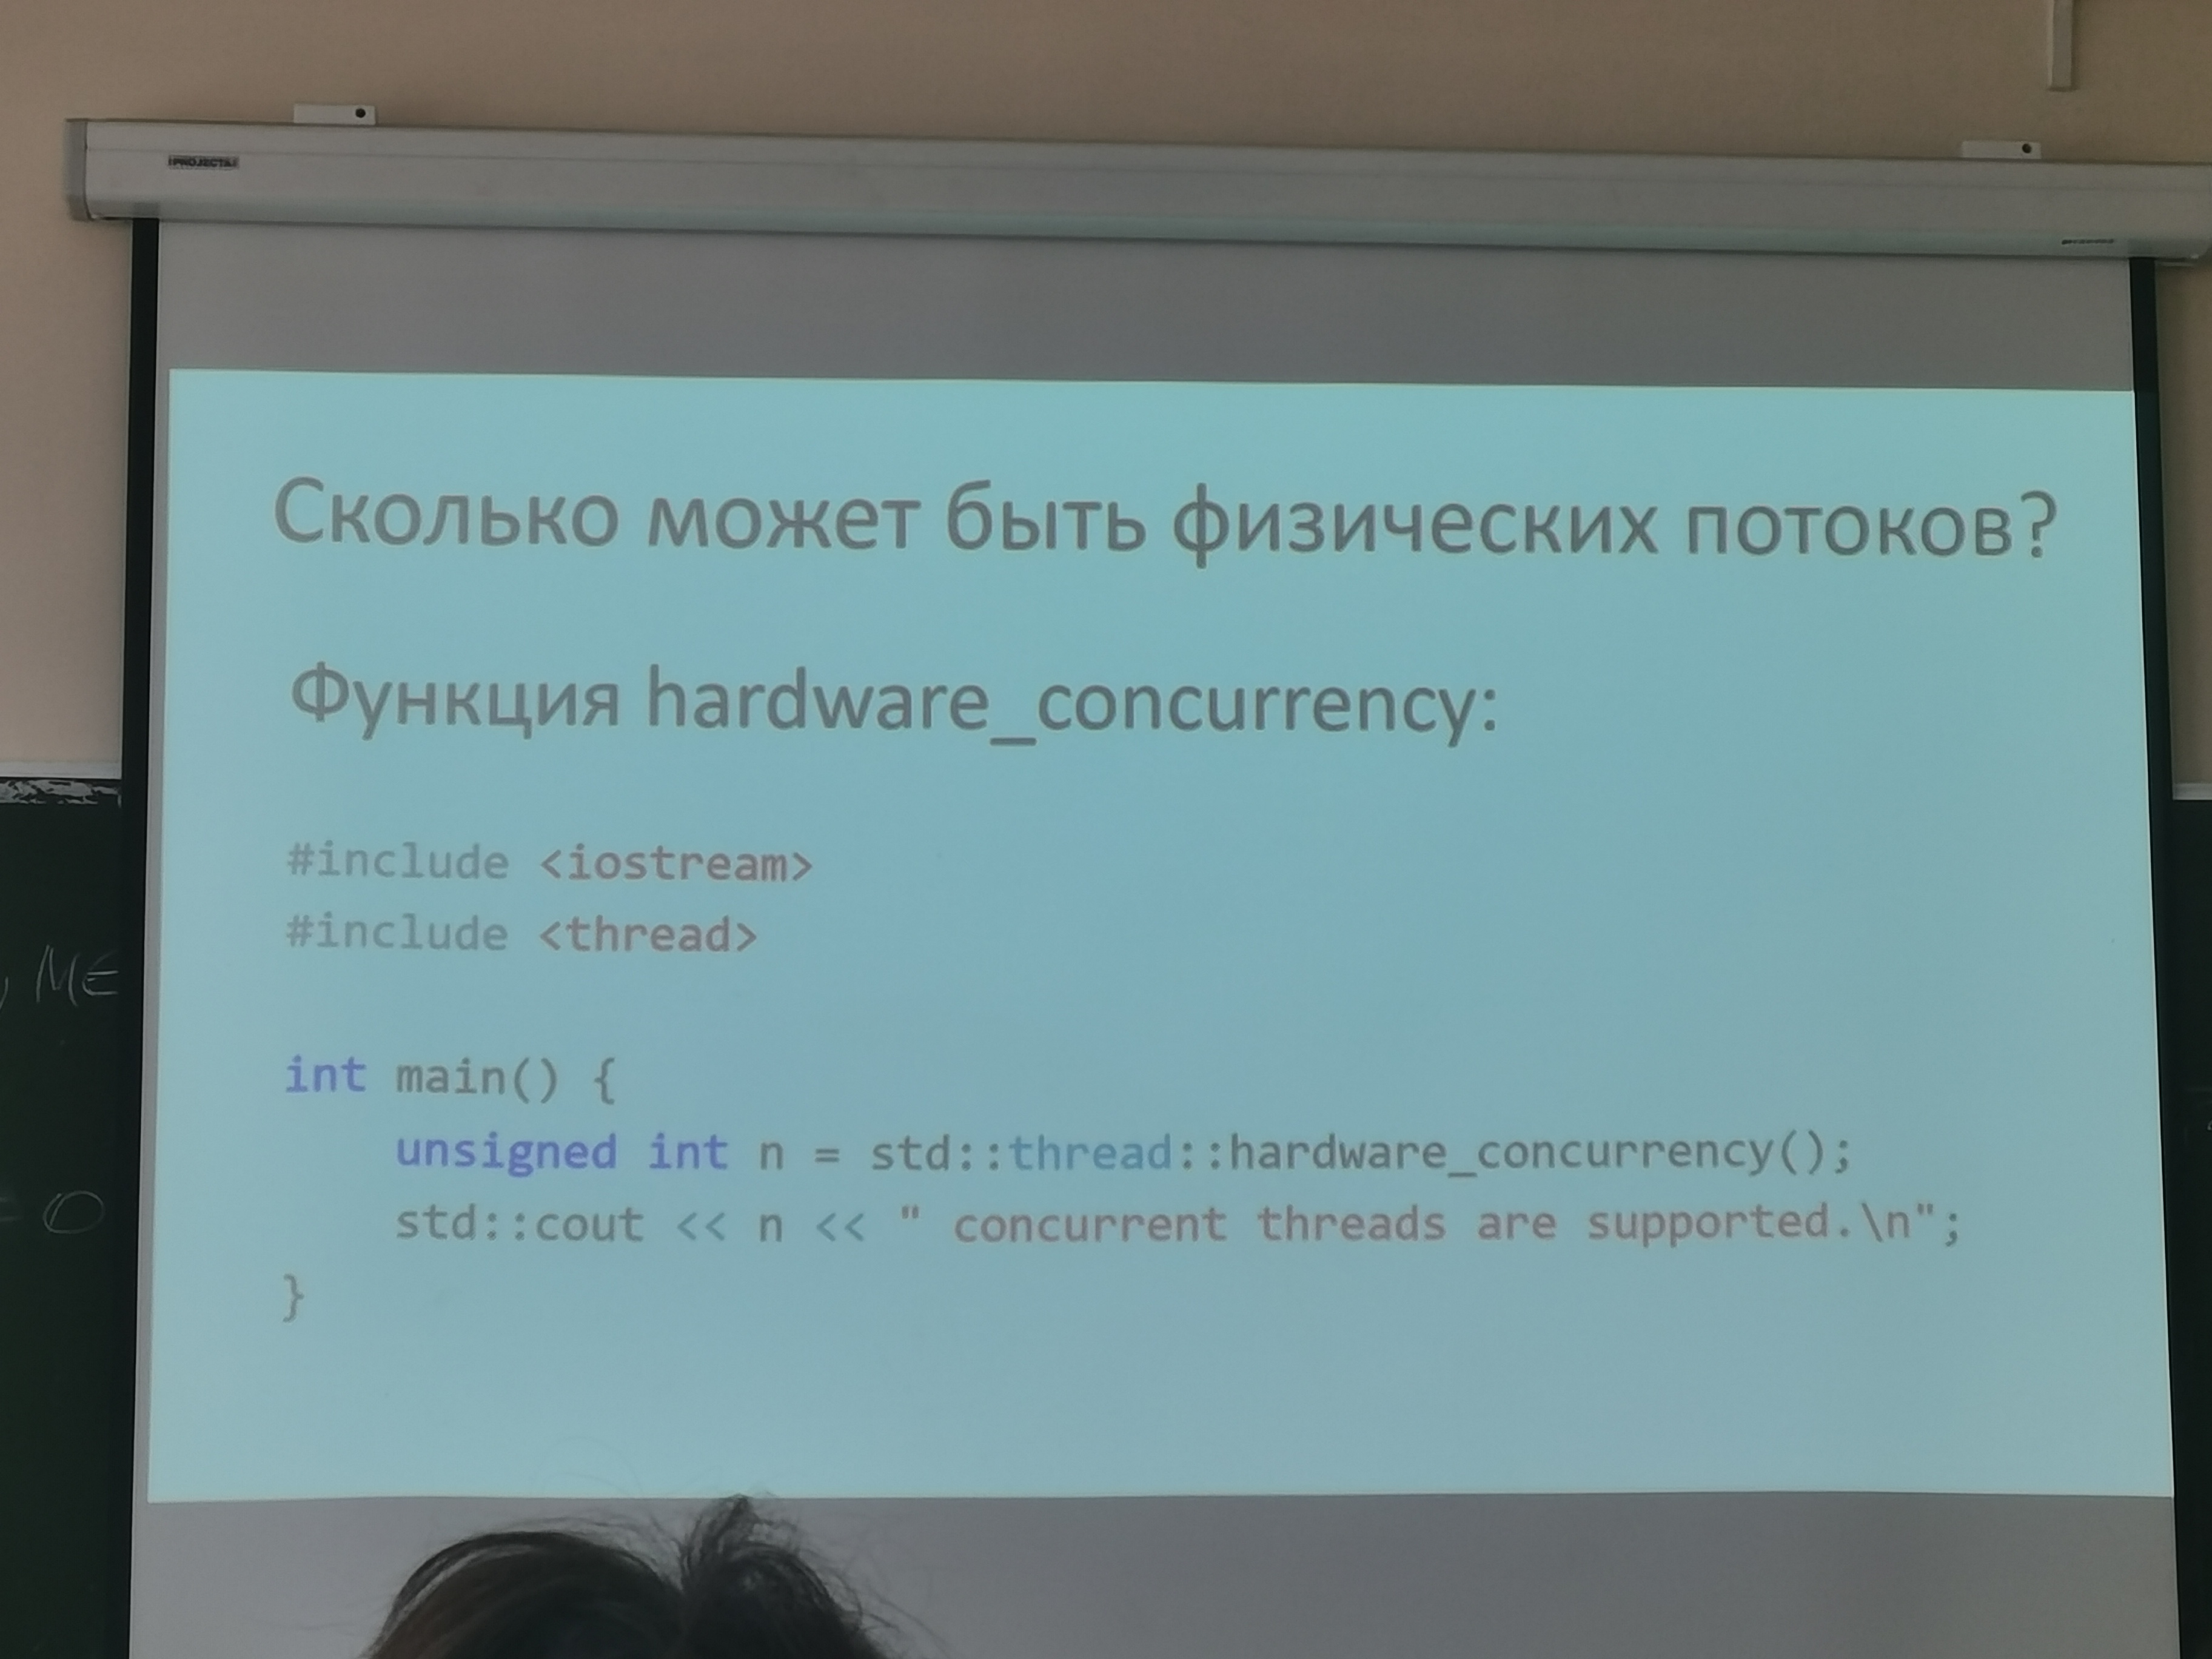 PROJECTA
Сколько может быть физических потоков?
Функция hardware_concurrency:
#include <iostream>
#include <thread>
int main() {
unsigned int n = std::thread::hardware_concurrency();
std::cout << n << " concurrent threads are supported.\n";
}
ME
= 0